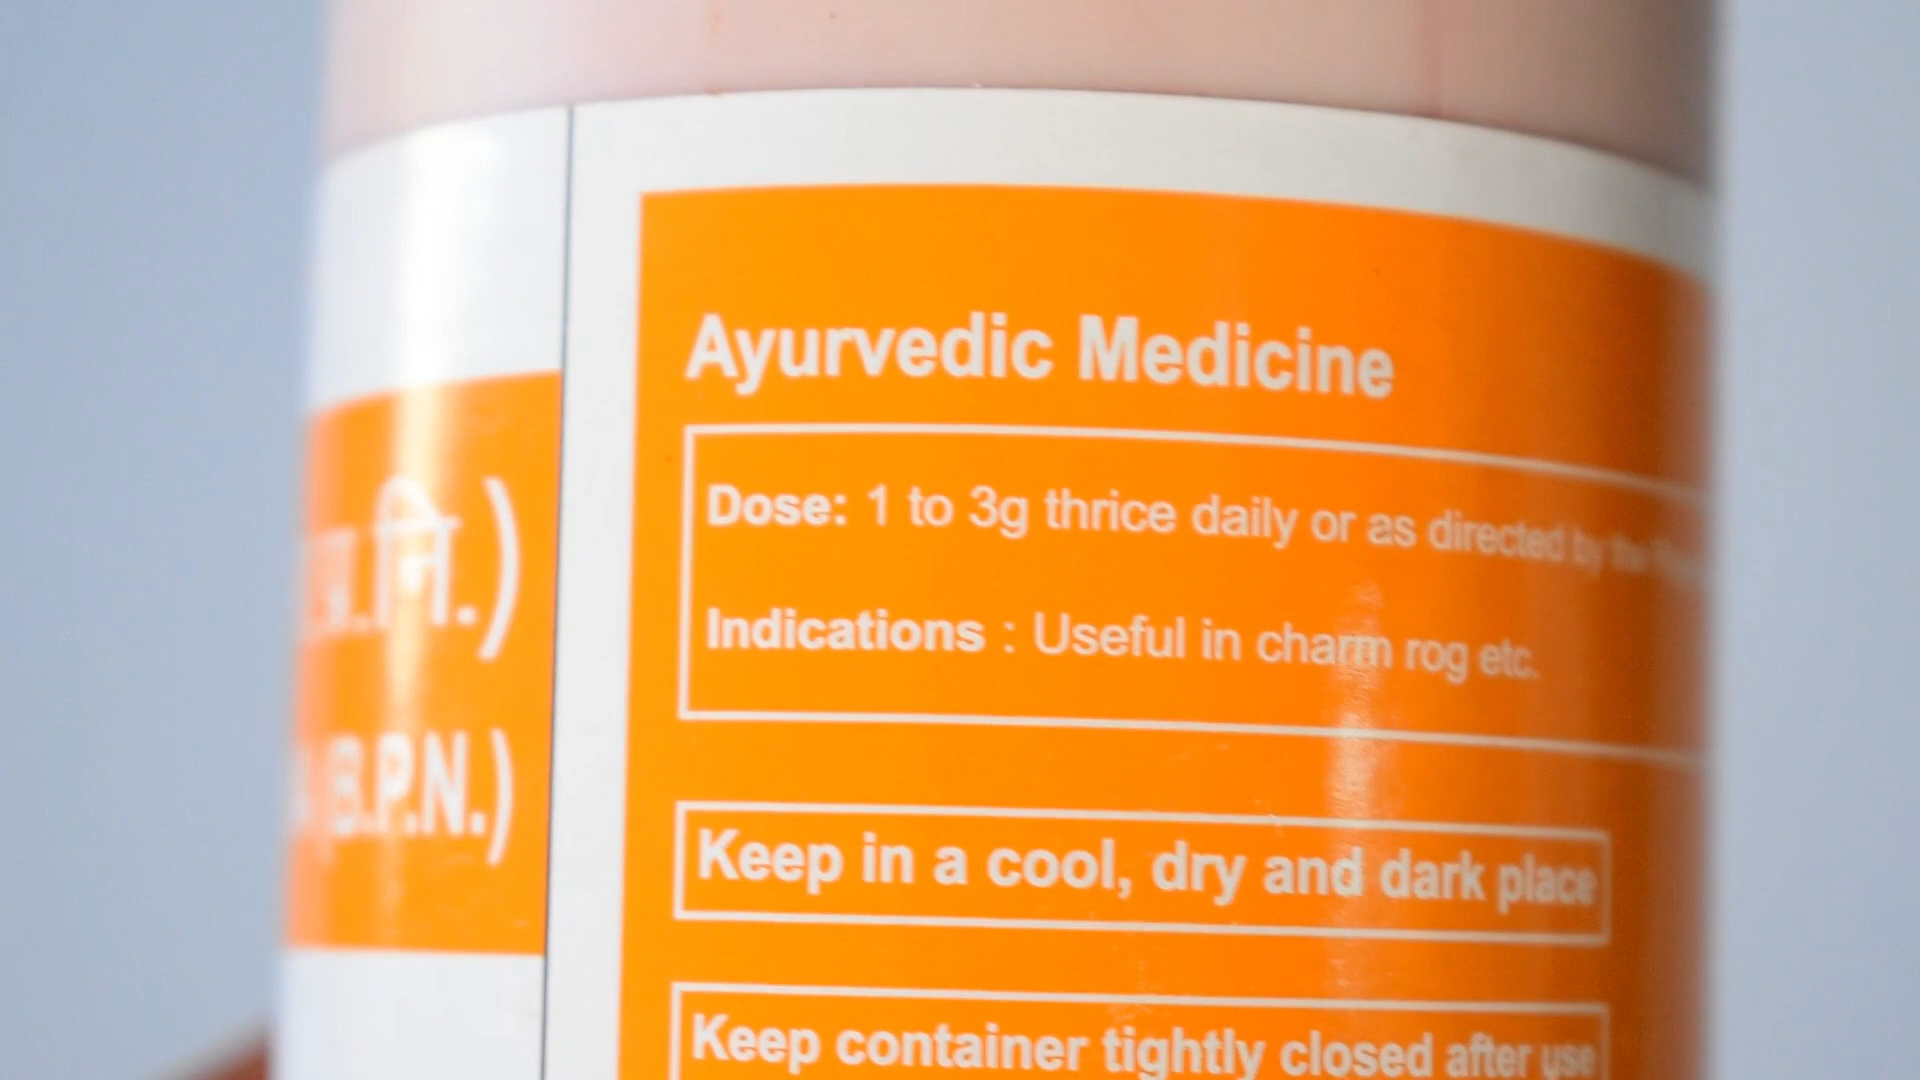 नि.)
B.P.N.)
Ayurvedic Medicine
Dose: 1 to 3g thrice daily or as directed by the
Indications : Useful in charm rog etc.
Keep in a cool, dry and dark place
Keep container tightly closed after use